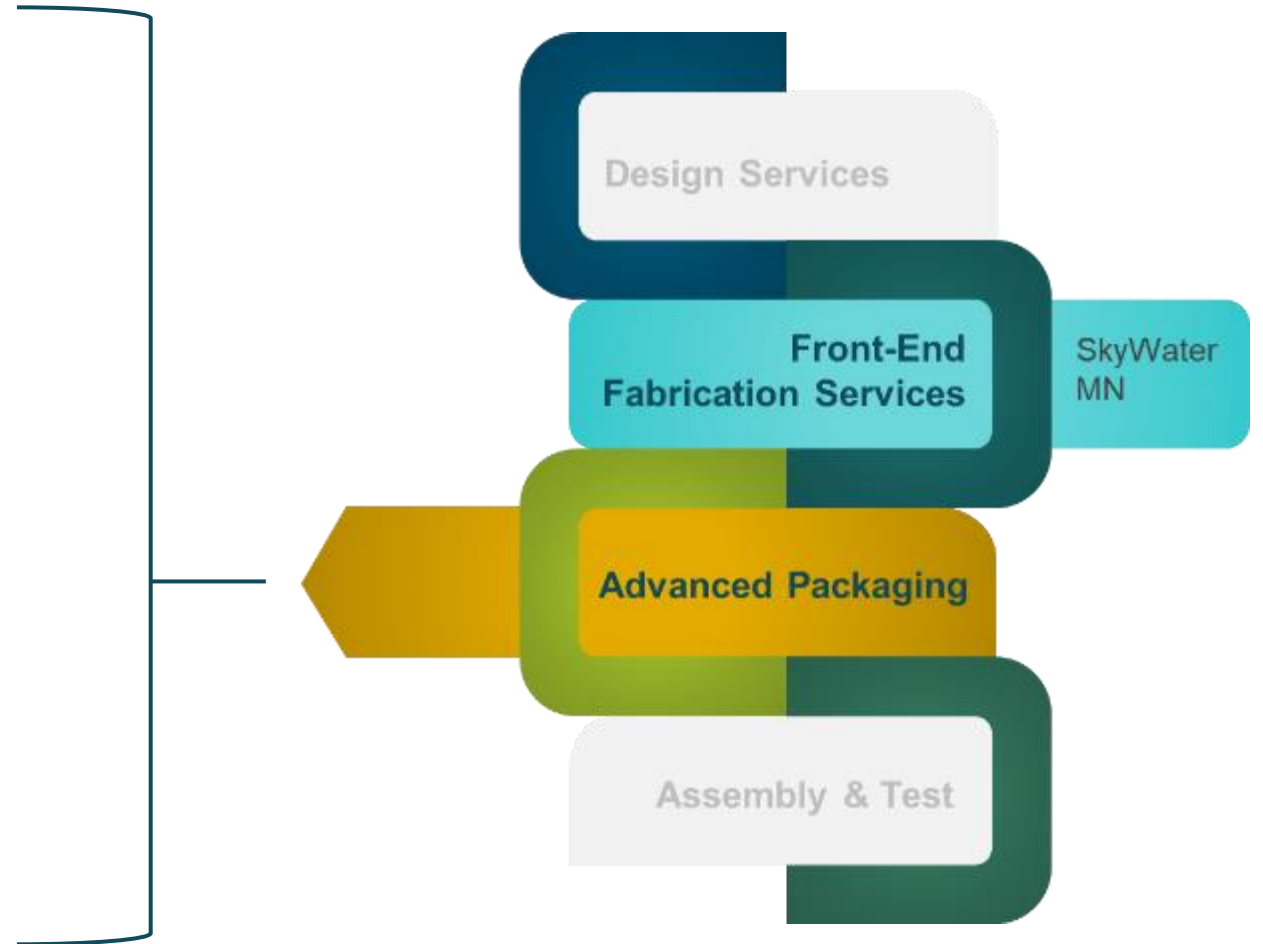 Design Services
Front-End
Fabrication Services
SkyWater
MN
Advanced Packaging
Assembly & Test